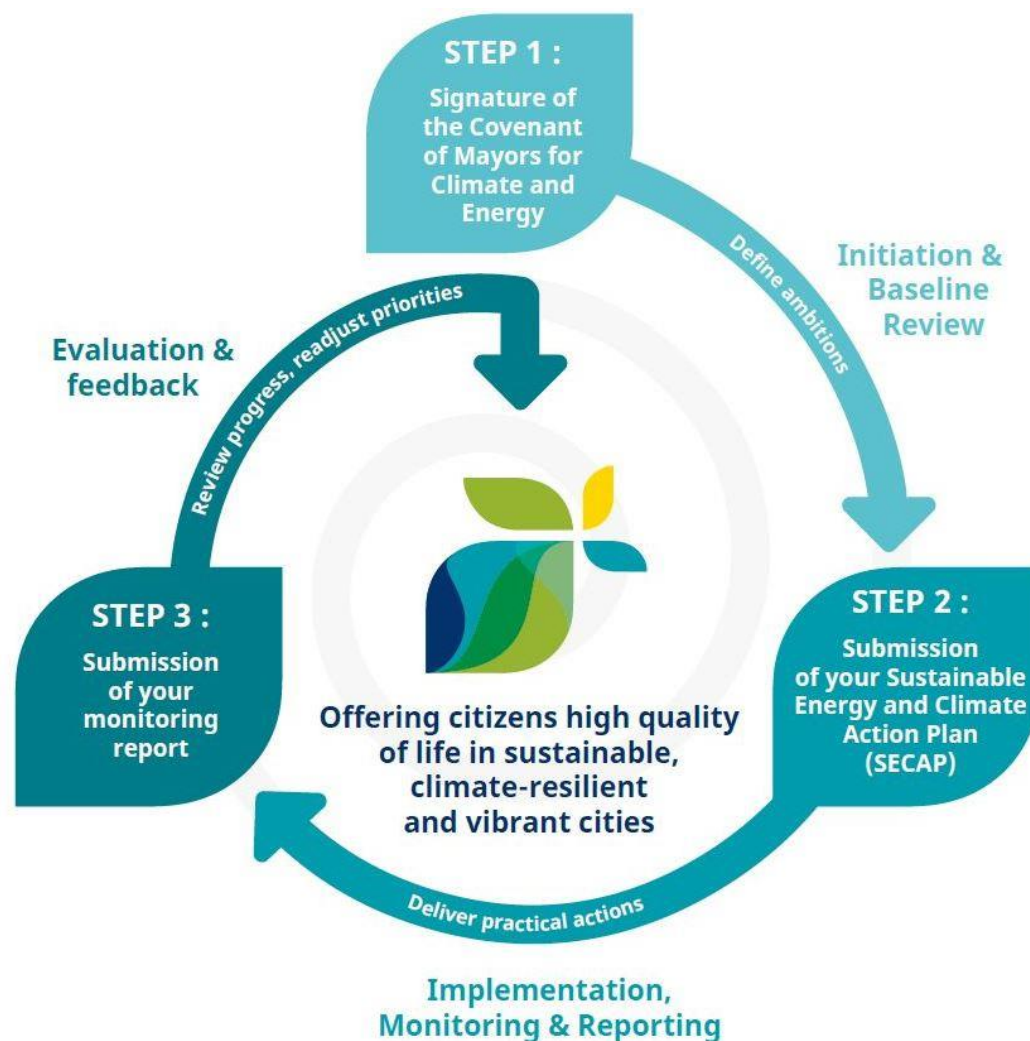 STEP 1 :
Signature of
the Covenant
of Mayors for
Climate and
Energy
Define ambitions
Initiation &
Baseline
Review
STEP 2 :
Submission
of your Sustainable
Energy and Climate
Action Plan
(SECAP)
Deliver practical actions
Implementation,
Monitoring & Reporting
STEP 3 :
Submission
of your
monitoring
report
Review progress, readjust priorities
Evaluation &
feedback
Offering citizens high quality
of life in sustainable,
climate-resilient
and vibrant cities